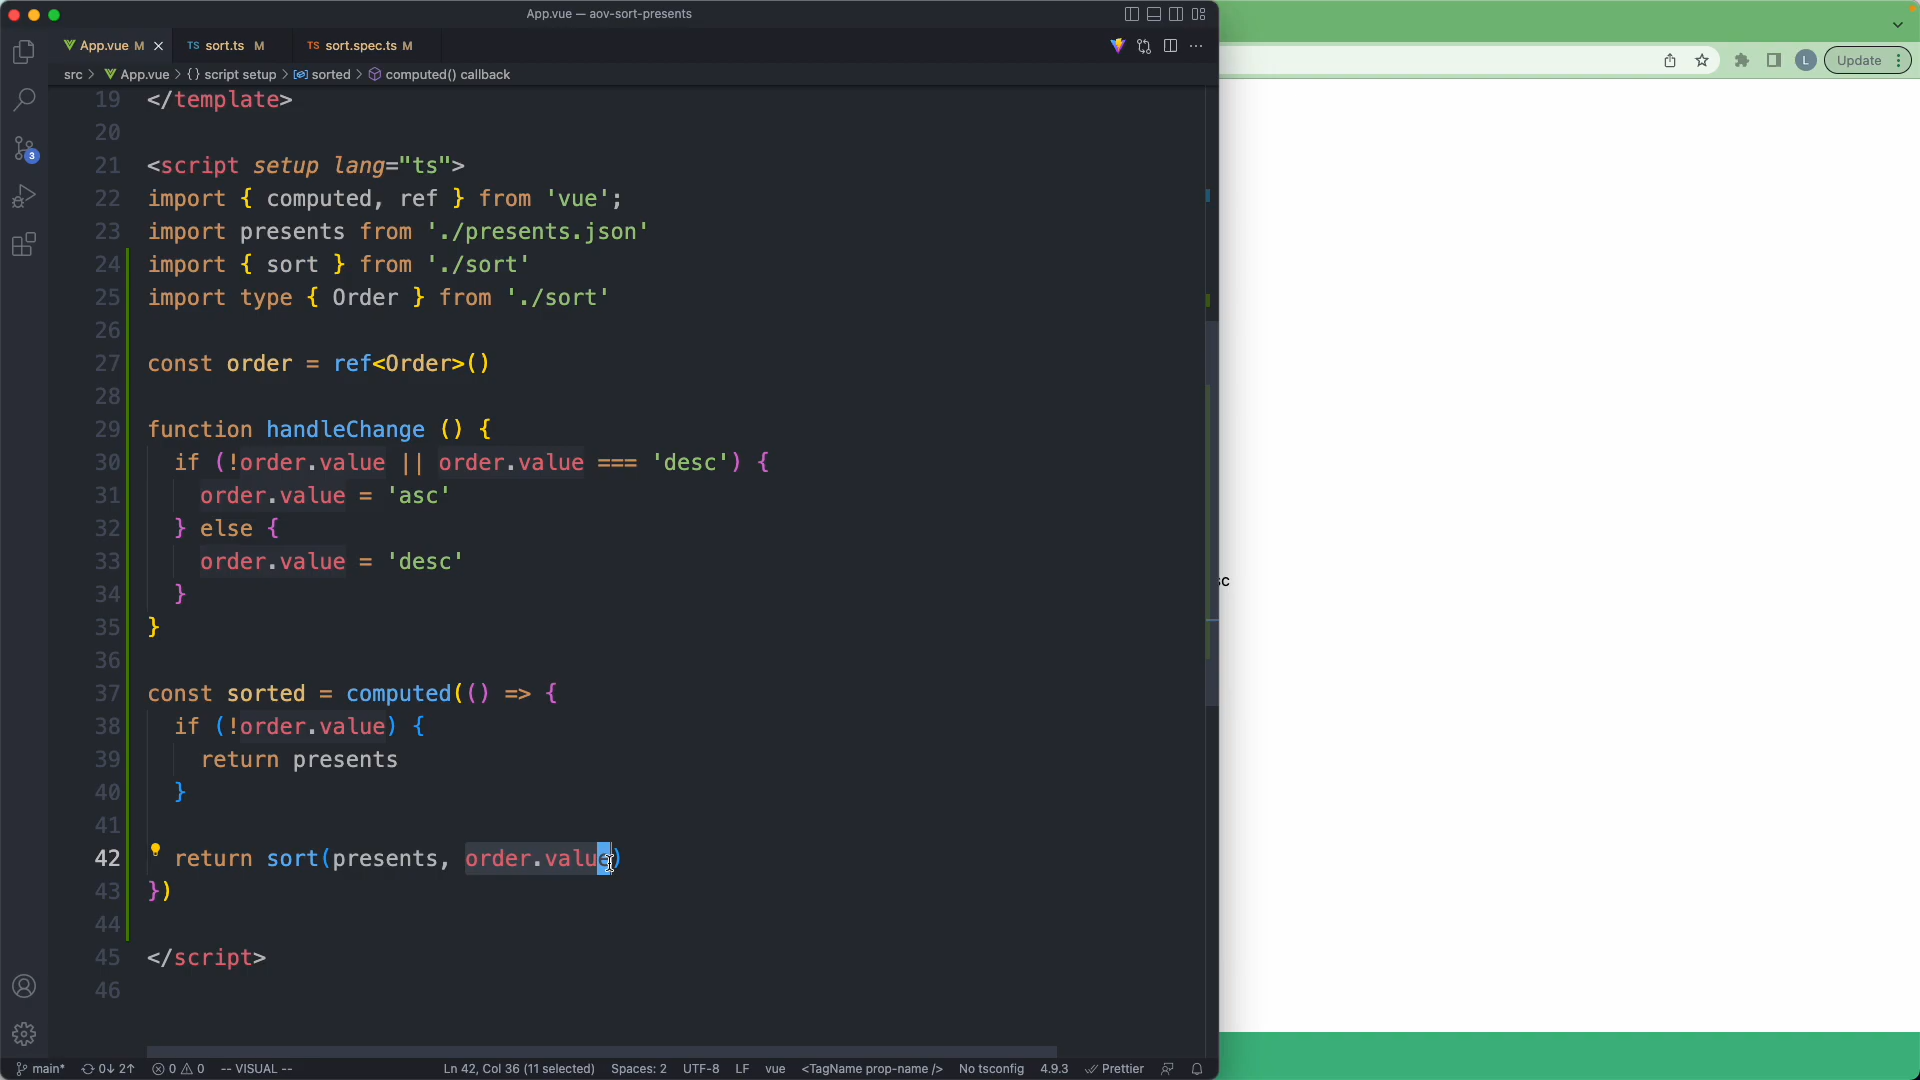 App.vue — aov-sort-presents
Update
App.vue M
TS sort.ts M
TS sort.spec.ts M
src > App.vue > {} script setup > sorted > computed() callback
19 </template>
20
21 <script setup lang="ts">
22 import { computed, ref } from 'vue';
23 import presents from './presents.json'
24 import { sort } from './sort'
25 import type { Order } from './sort'
26
27 const order = ref<Order>()
28
29 function handleChange () {
30 if (!order.value || order.value === 'desc') {
31 order.value = 'asc'
32 } else {
33 order.value = 'desc'
34 }
35 }
36
37 const sorted = computed(() => {
38 if (!order.value) {
39 return presents
40 }
41
42 return sort(presents, order.value)
43 })
44
45 </script>
46
3
L
sc
main* 0↓ 2↑ 0 0 -- VISUAL -- Ln 42, Col 36 (11 selected) Spaces: 2 UTF-8 LF vue <TagName prop-name /> No tsconfig 4.9.3 Prettier